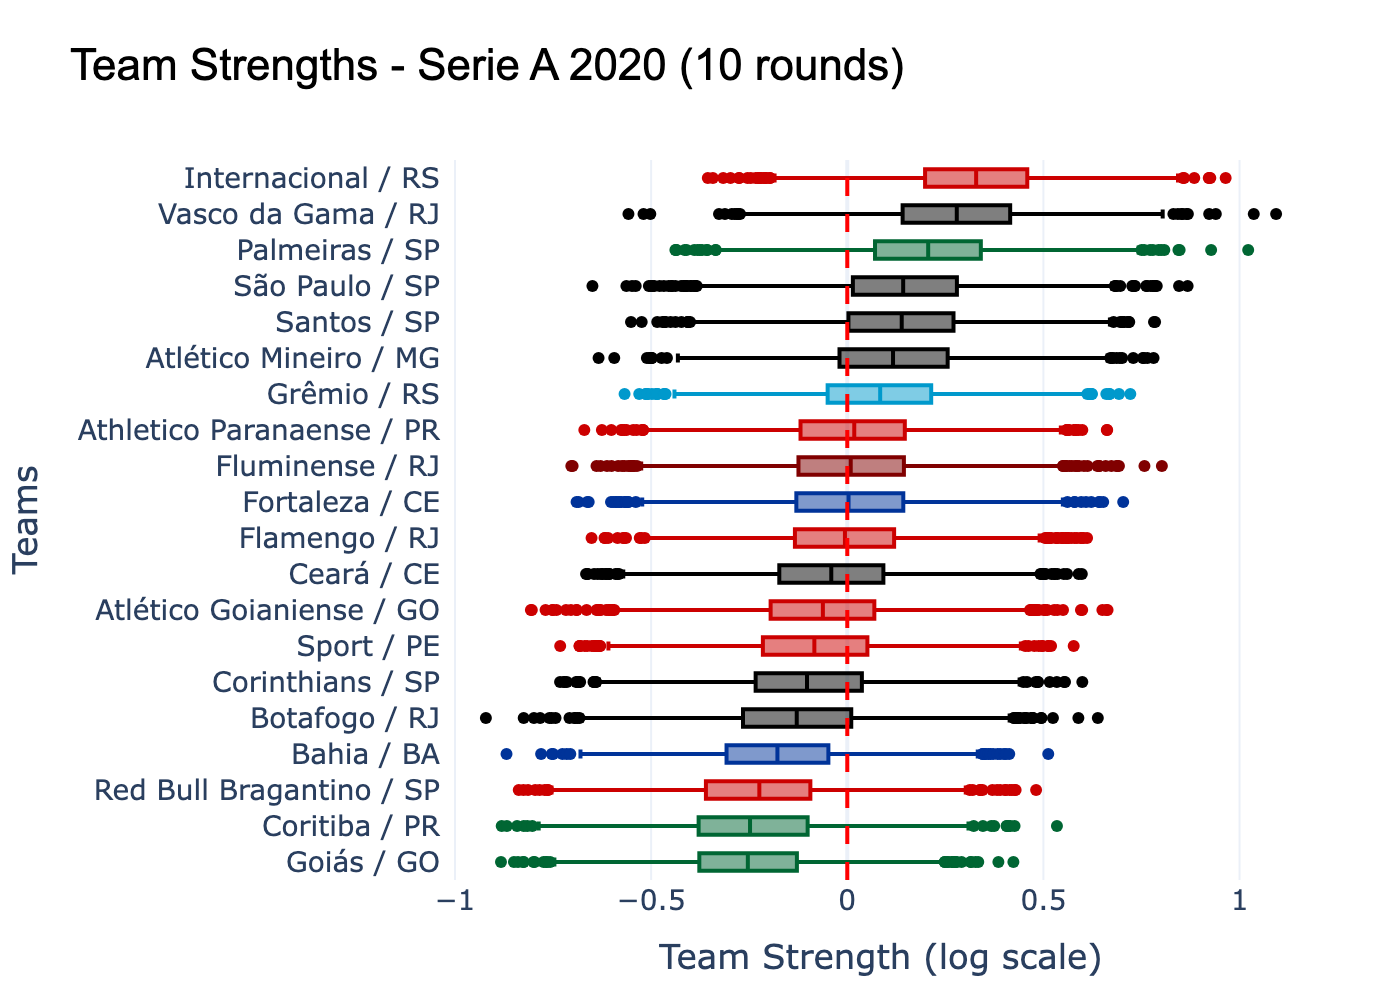 Team Strengths - Serie A 2020 (10 rounds)
Internacional / RS
Vasco da Gama / RJ
Palmeiras / SP
São Paulo / SP
Santos / SP
Atlético Mineiro / MG
Grêmio / RS
Athletico Paranaense / PR
Fluminense / RJ
Fortaleza / CE
Flamengo / RJ
Ceará / CE
Atlético Goianiense / GO
Sport / PE
Corinthians / SP
Botafogo / RJ
Bahia / BA
Red Bull Bragantino / SP
Coritiba / PR
Goiás / GO
Teams
−1 −0.5 0 0.5 1
Team Strength (log scale)